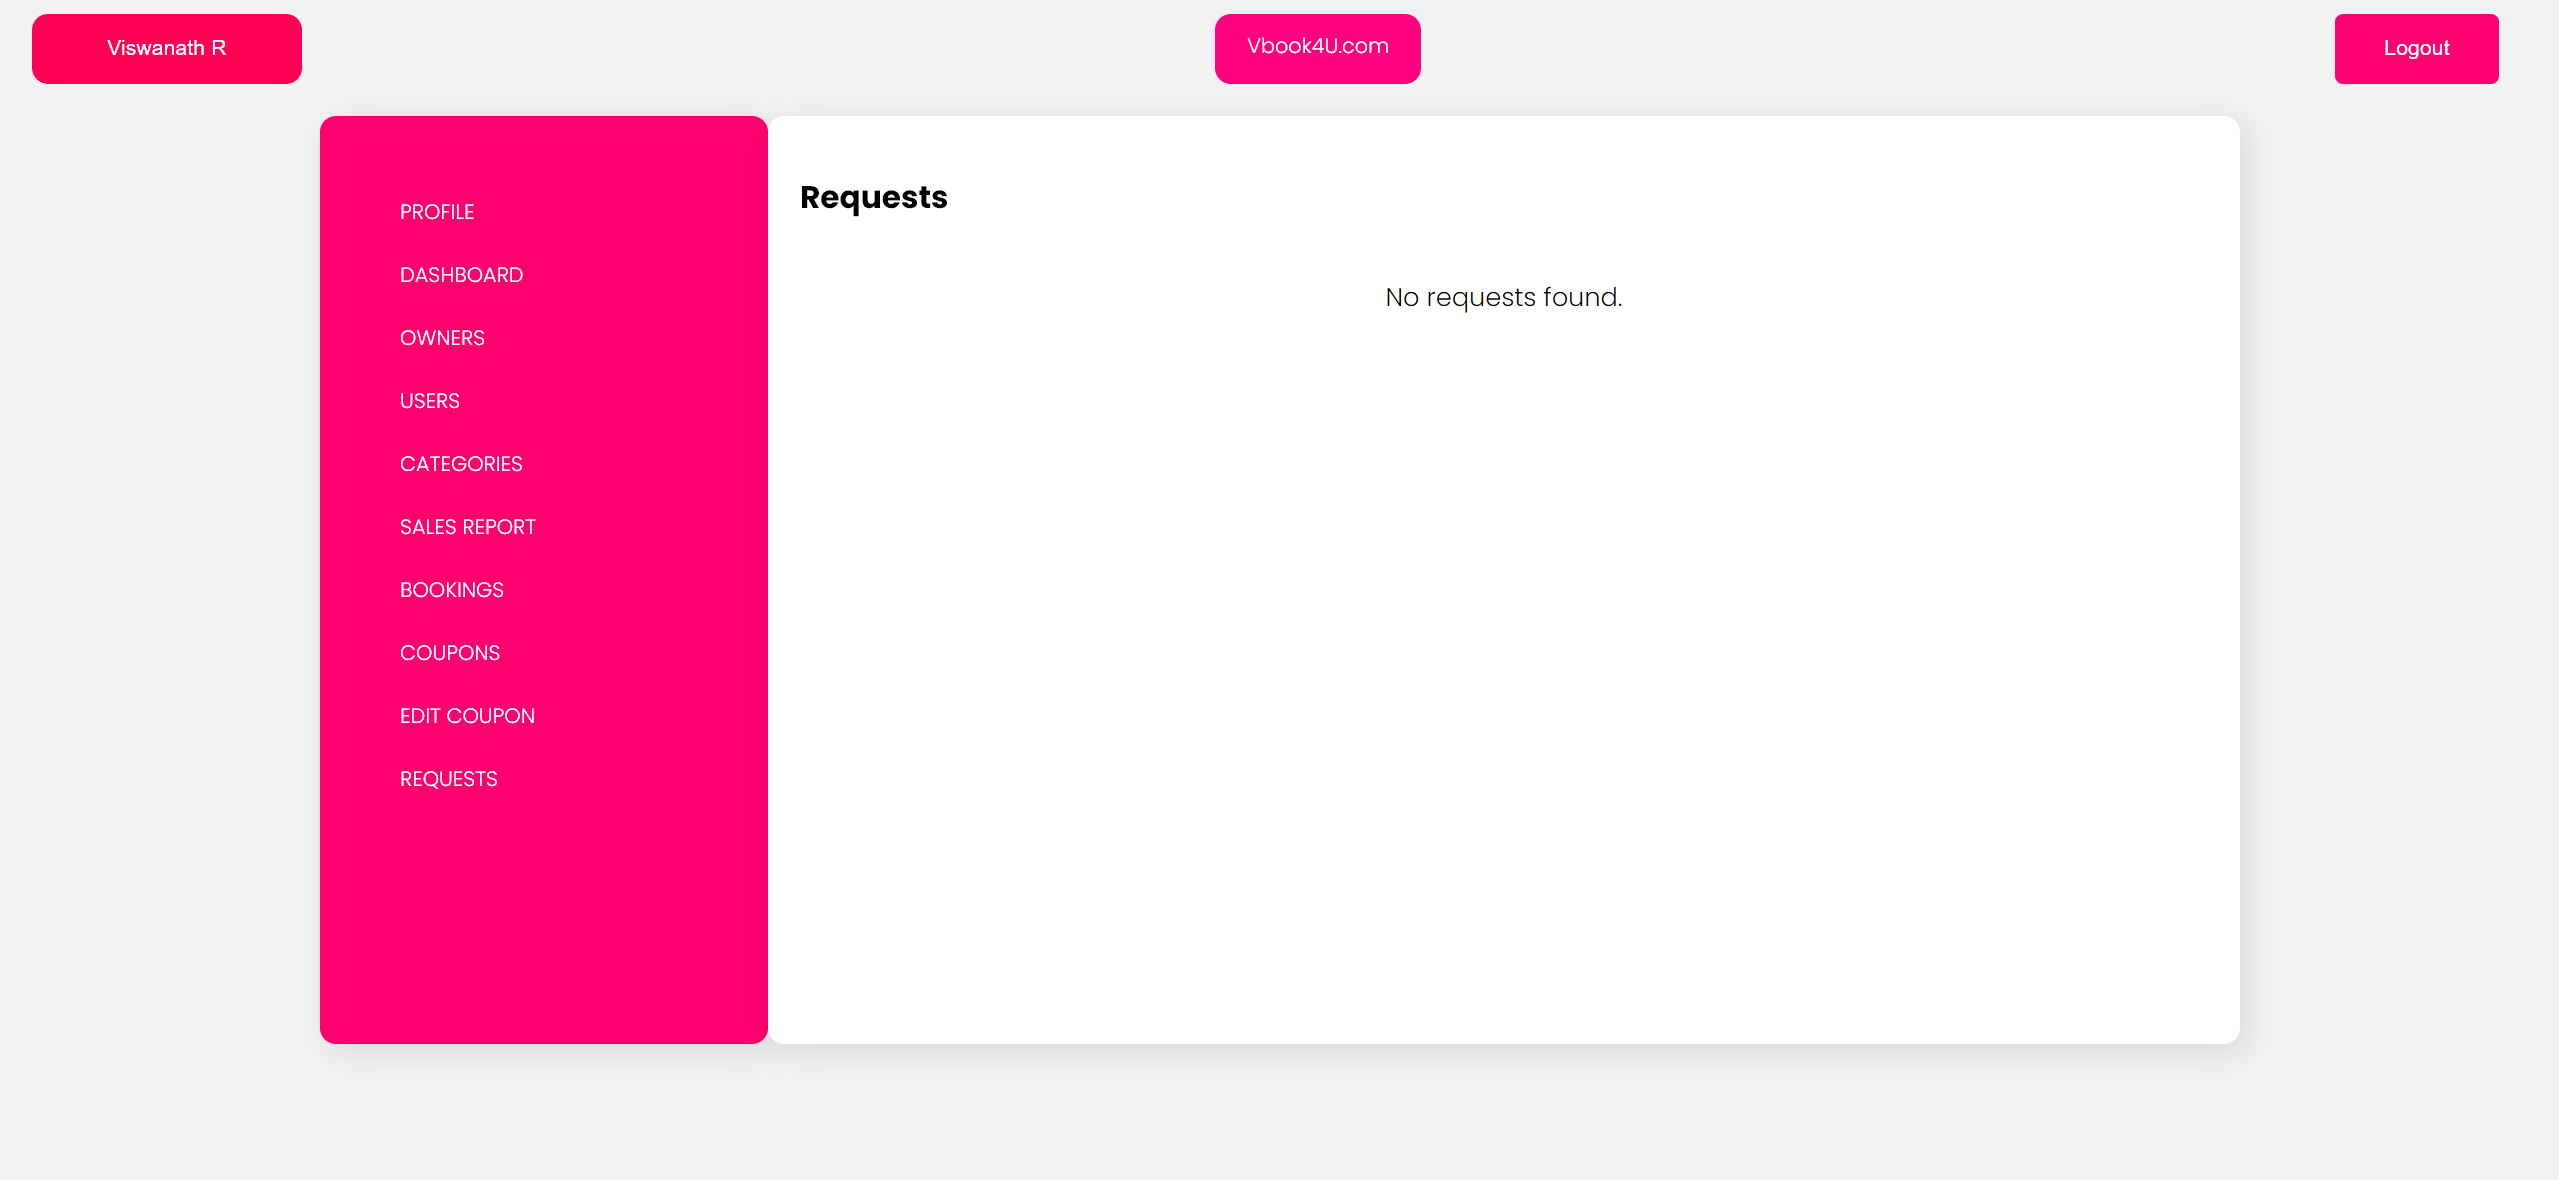 Viswanath R
Vbook4U.com
Logout
PROFILE
DASHBOARD
OWNERS
USERS
CATEGORIES
SALES REPORT
BOOKINGS
COUPONS
EDIT COUPON
REQUESTS
Requests
No requests found.